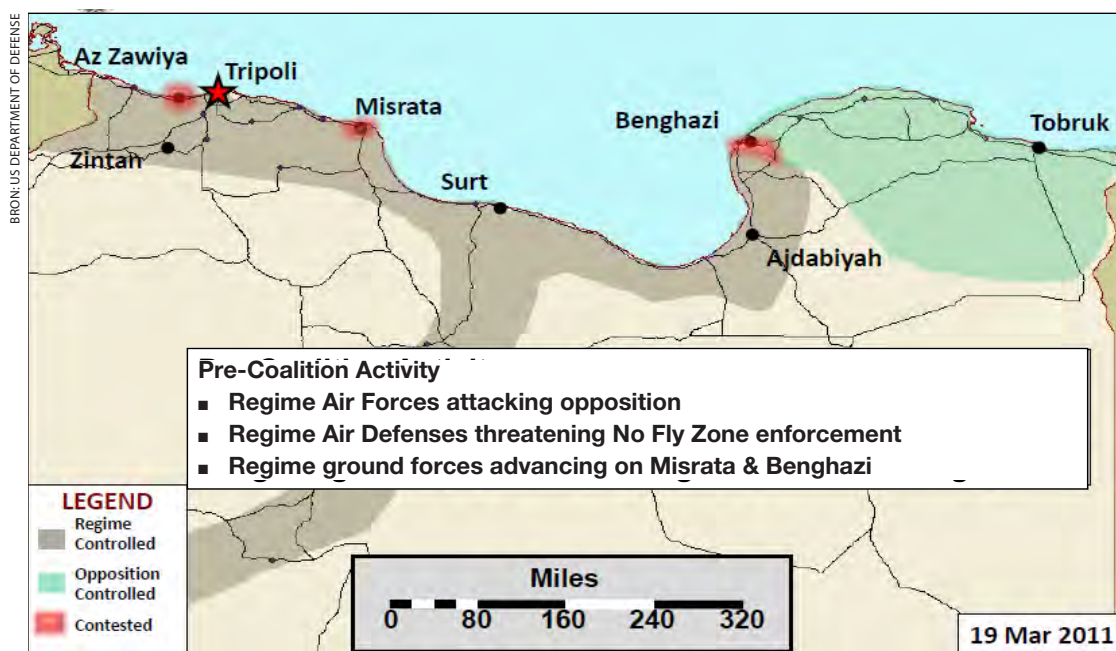 BRON: US DEPARTMENT OF DEFENSE
Az Zawiya
Tripoli
Misrata
Benghazi
Tobruk
Zintan
Surt
Ajdabiyah
Pre-Coalition Activity
▪ Regime Air Forces attacking opposition
▪ Regime Air Defenses threatening No Fly Zone enforcement
▪ Regime ground forces advancing on Misrata & Benghazi
LEGEND
Regime
Controlled
Opposition
Controlled
Contested
Miles
0 80 160 240 320
19 Mar 2011